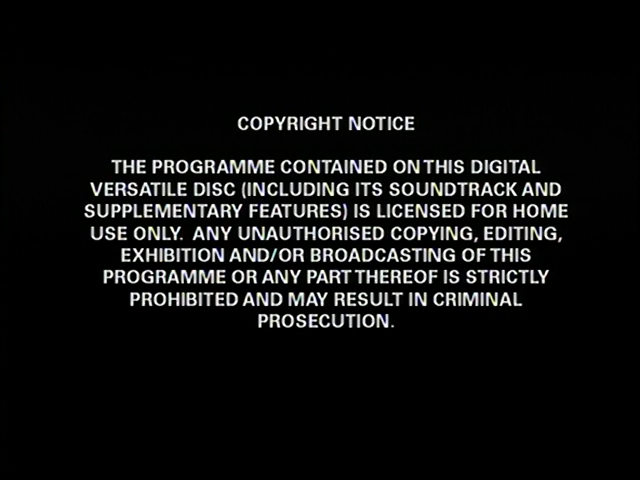 COPYRIGHT NOTICE
THE PROGRAMME CONTAINED ON THIS DIGITAL
VERSATILE DISC (INCLUDING ITS SOUNDTRACK AND
SUPPLEMENTARY FEATURES) IS LICENSED FOR HOME
USE ONLY. ANY UNAUTHORISED COPYING, EDITING,
EXHIBITION AND/OR BROADCASTING OF THIS
PROGRAMME OR ANY PART THEREOF IS STRICTLY
PROHIBITED AND MAY RESULT IN CRIMINAL
PROSECUTION.